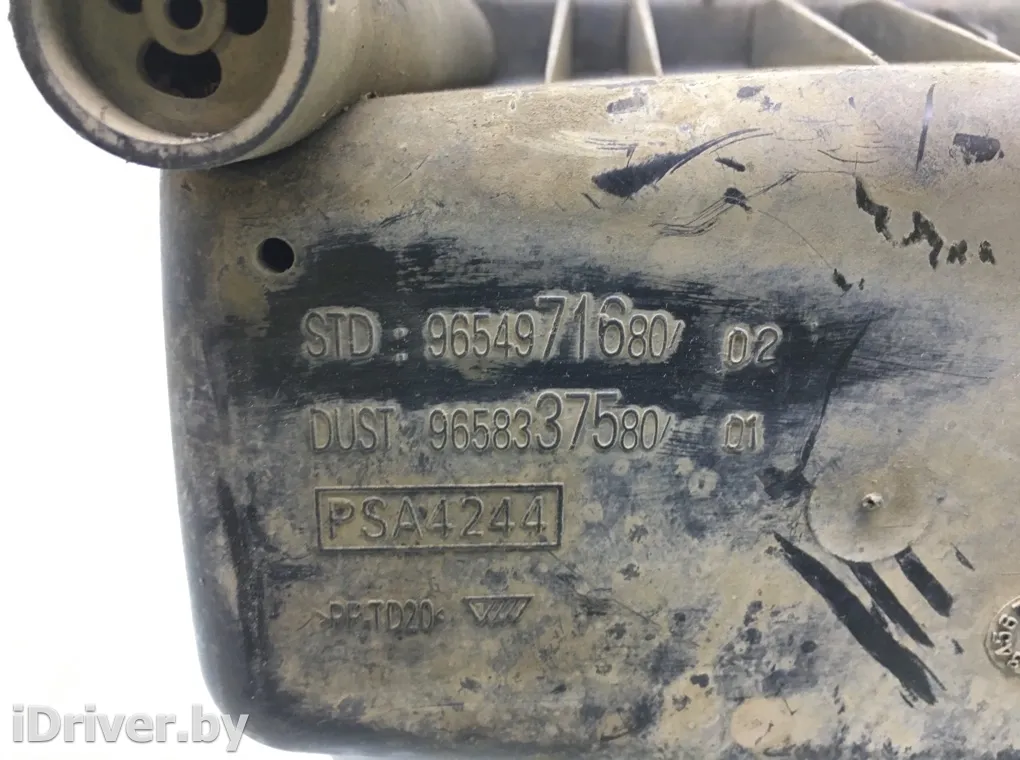 STD : 9654971680/ 02
DUST : 9658337580/ 01
PSA4244
>PP.TD20<
iDriver.by